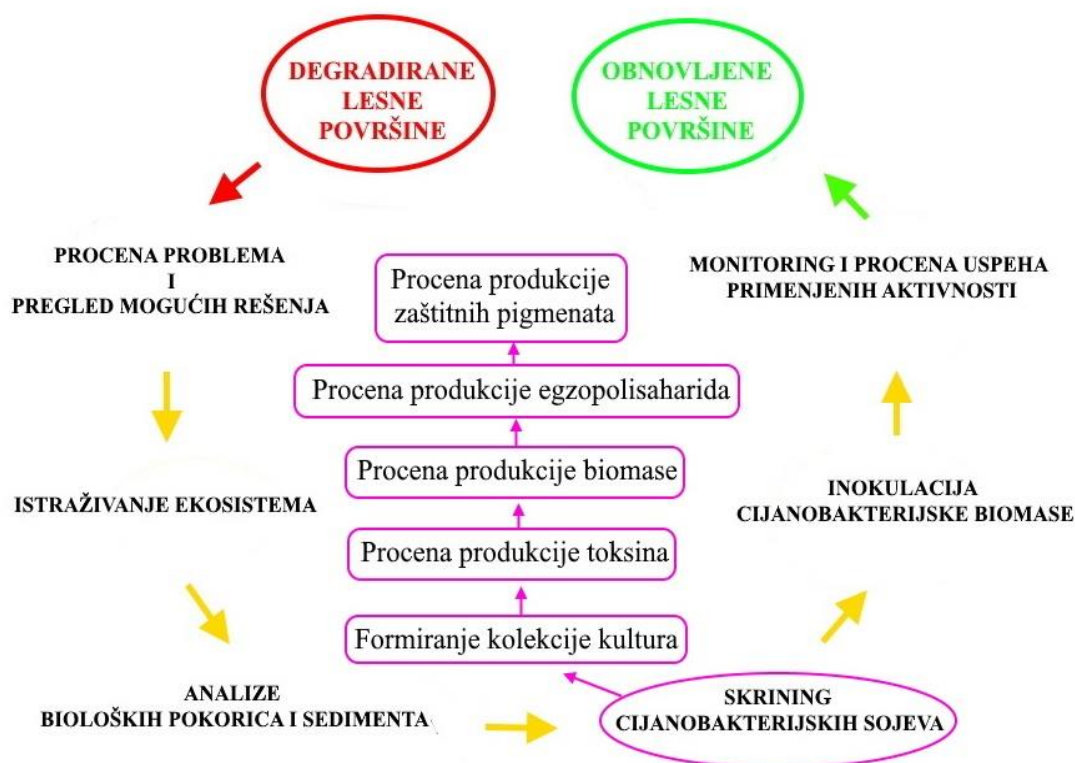 DEGRADIRANE
LESNE
POVRŠINE
OBNOVLJENE
LESNE
POVRŠINE
PROCENA PROBLEMA
I
PREGLED MOGUĆIH REŠENJA
ISTRAŽIVANJE EKOSISTEMA
ANALIZE
BIOLOŠKIH POKORICA I SEDIMENTA
SKRINING
CIJANOBAKTERIJSKIH SOJEVA
Formiranje kolekcije kultura
Procena produkcije toksina
Procena produkcije biomase
Procena produkcije egzopolisaharida
Procena produkcije
zaštitnih pigmenata
INOKULACIJA
CIJANOBAKTERIJSKE BIOMASE
MONITORING I PROCENA USPEHA
PRIMENJENIH AKTIVNOSTI